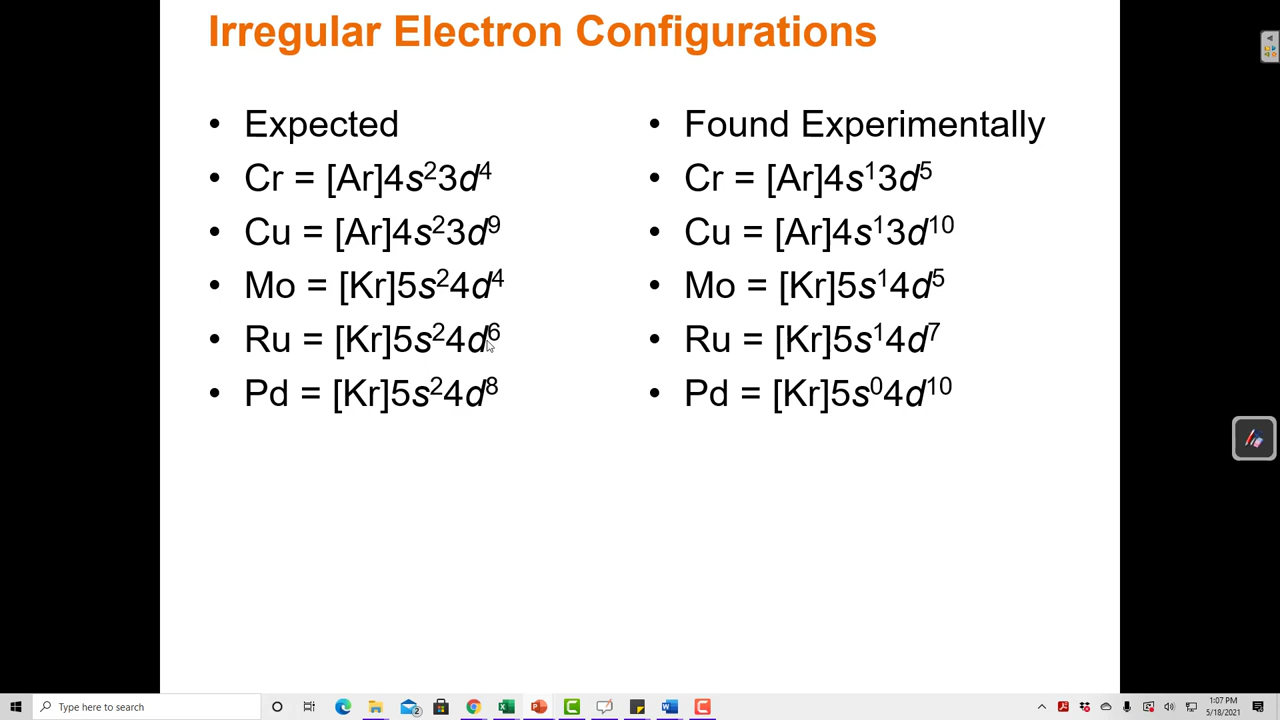 Irregular Electron Configurations
• Expected
• Cr = [Ar]4s²3d⁴
• Cu = [Ar]4s²3d⁹
• Mo = [Kr]5s²4d⁴
• Ru = [Kr]5s²4d⁶
• Pd = [Kr]5s²4d⁸
• Found Experimentally
• Cr = [Ar]4s¹3d⁵
• Cu = [Ar]4s¹3d¹⁰
• Mo = [Kr]5s¹4d⁵
• Ru = [Kr]5s¹4d⁷
• Pd = [Kr]5s⁰4d¹⁰
Type here to search
2
1:07 PM
5/18/2021